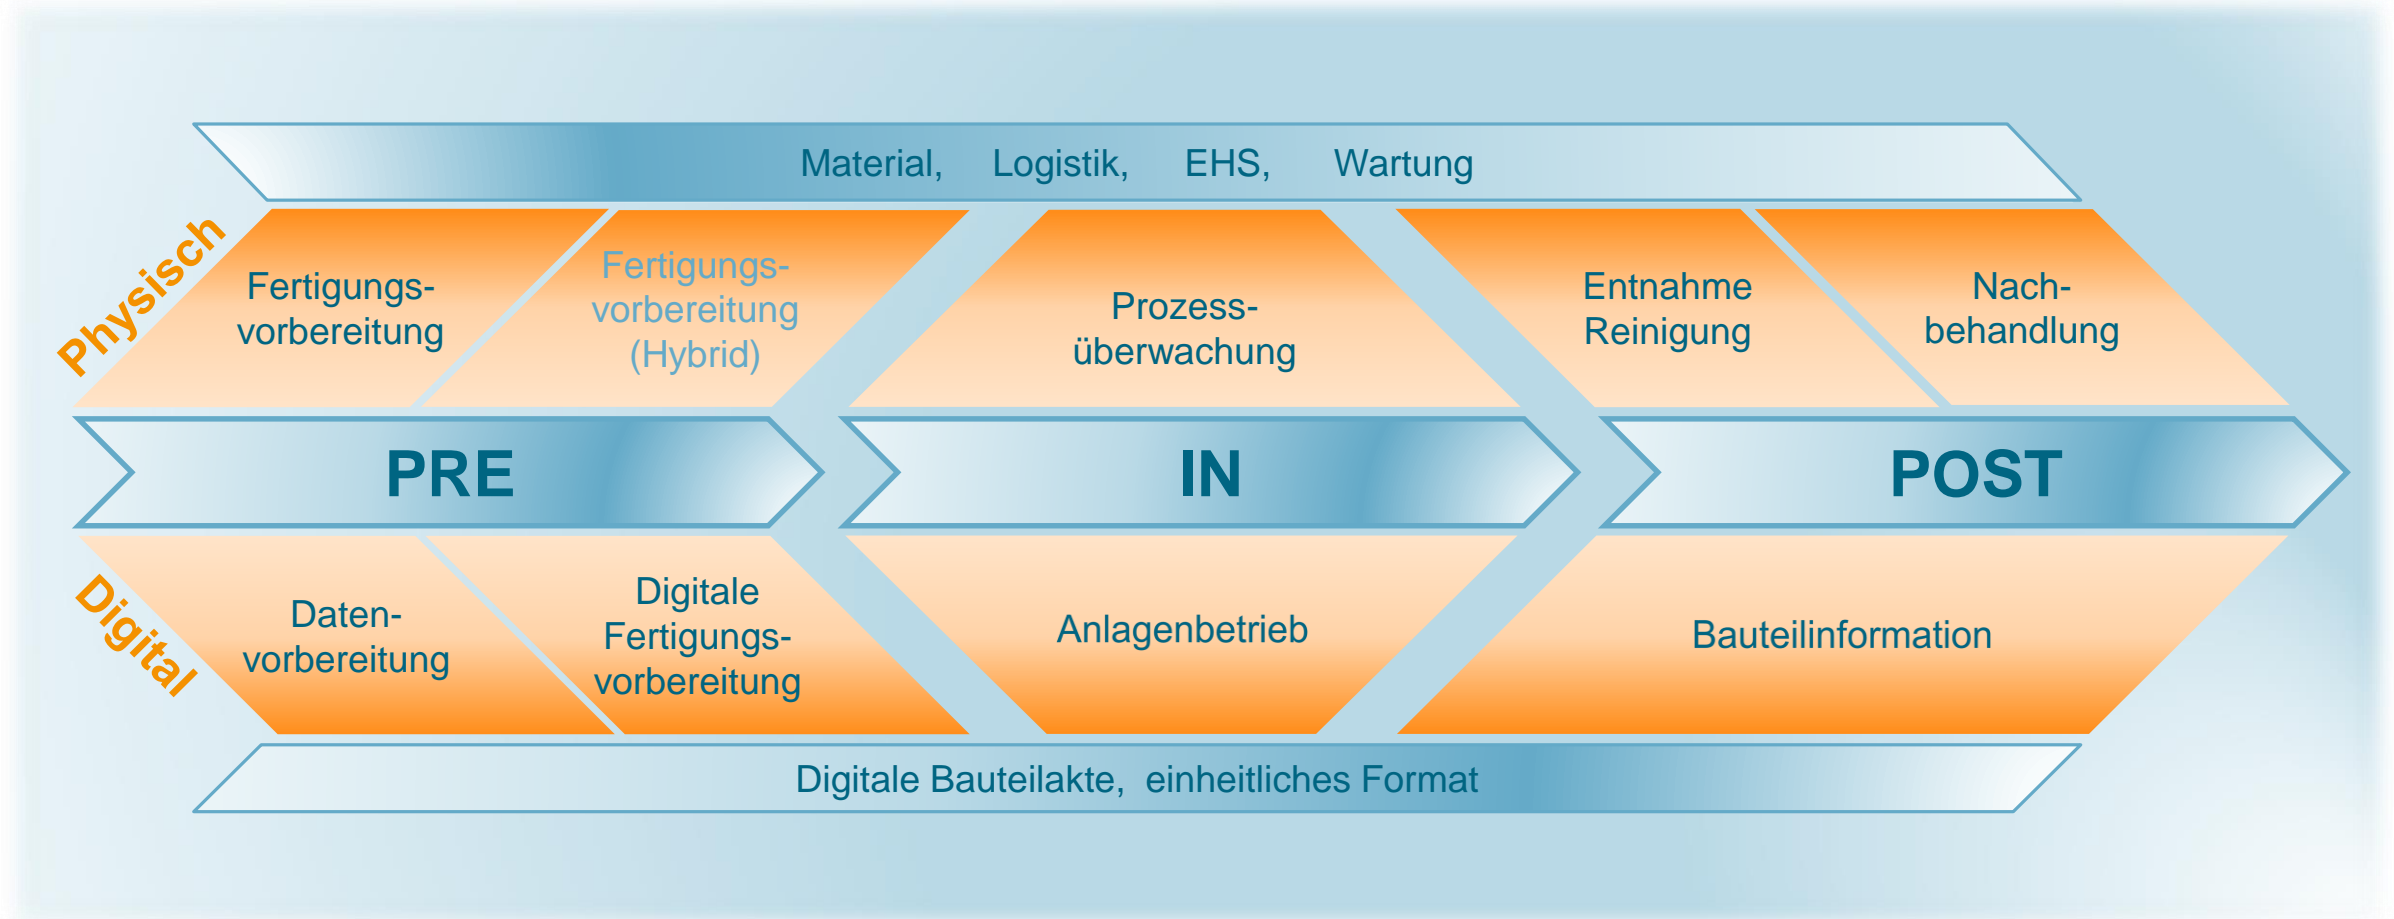 Material, Logistik, EHS, Wartung
Physisch
Fertigungs-
vorbereitung
Fertigungs-
vorbereitung
(Hybrid)
Prozess-
überwachung
Entnahme
Reinigung
Nach-
behandlung
PRE
IN
POST
Digital
Daten-
vorbereitung
Digitale
Fertigungs-
vorbereitung
Anlagenbetrieb
Bauteilinformation
Digitale Bauteilakte, einheitliches Format